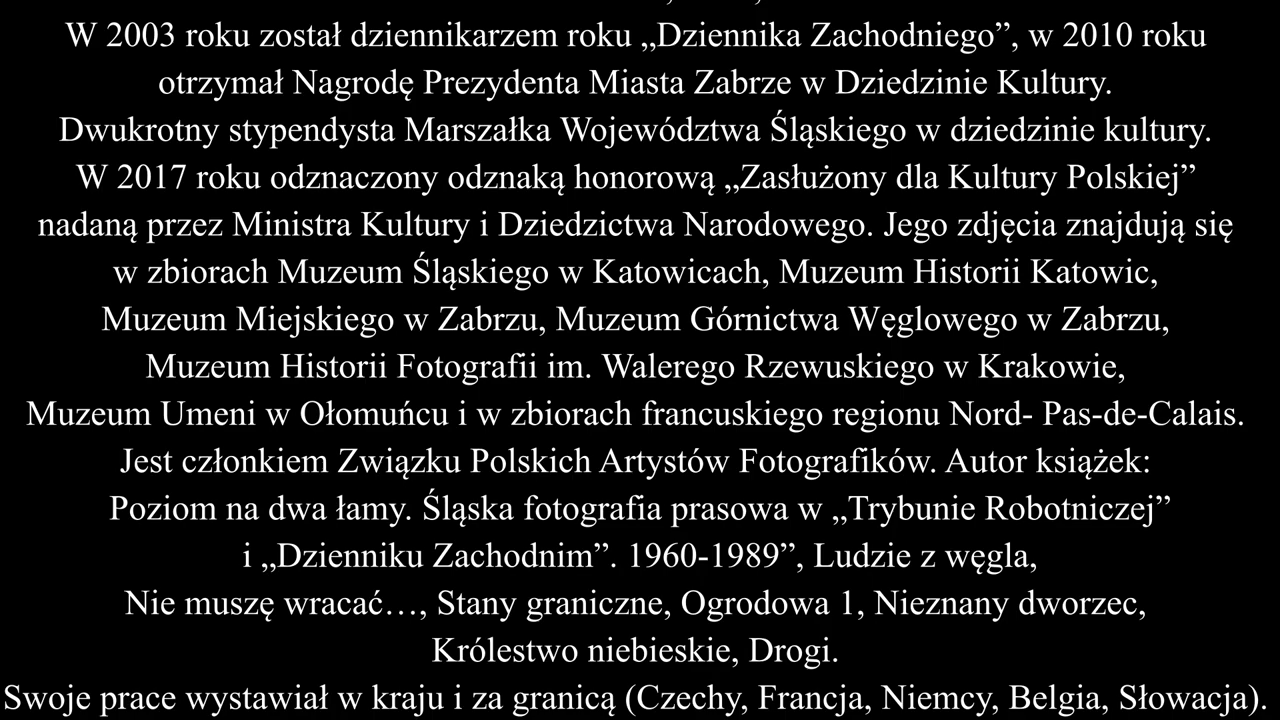 W 2003 roku został dziennikarzem roku „Dziennika Zachodniego”, w 2010 roku
otrzymał Nagrodę Prezydenta Miasta Zabrze w Dziedzinie Kultury.
Dwukrotny stypendysta Marszałka Województwa Śląskiego w dziedzinie kultury.
W 2017 roku odznaczony odznaką honorową „Zasłużony dla Kultury Polskiej”
nadaną przez Ministra Kultury i Dziedzictwa Narodowego. Jego zdjęcia znajdują się
w zbiorach Muzeum Śląskiego w Katowicach, Muzeum Historii Katowic,
Muzeum Miejskiego w Zabrzu, Muzeum Górnictwa Węglowego w Zabrzu,
Muzeum Historii Fotografii im. Walerego Rzewuskiego w Krakowie,
Muzeum Umeni w Ołomuńcu i w zbiorach francuskiego regionu Nord- Pas-de-Calais.
Jest członkiem Związku Polskich Artystów Fotografików. Autor książek:
Poziom na dwa łamy. Śląska fotografia prasowa w „Trybunie Robotniczej”
i „Dzienniku Zachodnim”. 1960-1989”, Ludzie z węgla,
Nie muszę wracać…, Stany graniczne, Ogrodowa 1, Nieznany dworzec,
Królestwo niebieskie, Drogi.
Swoje prace wystawiał w kraju i za granicą (Czechy, Francja, Niemcy, Belgia, Słowacja).